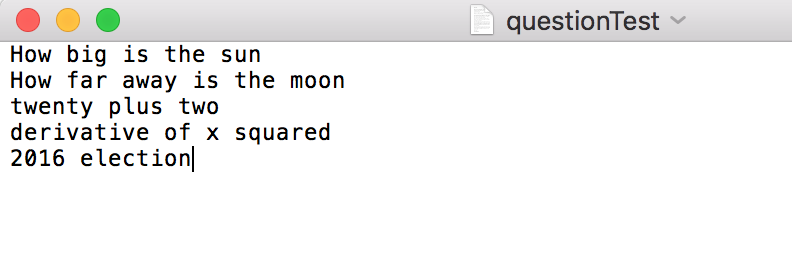 questionTest
How big is the sun
How far away is the moon
twenty plus two
derivative of x squared
2016 election